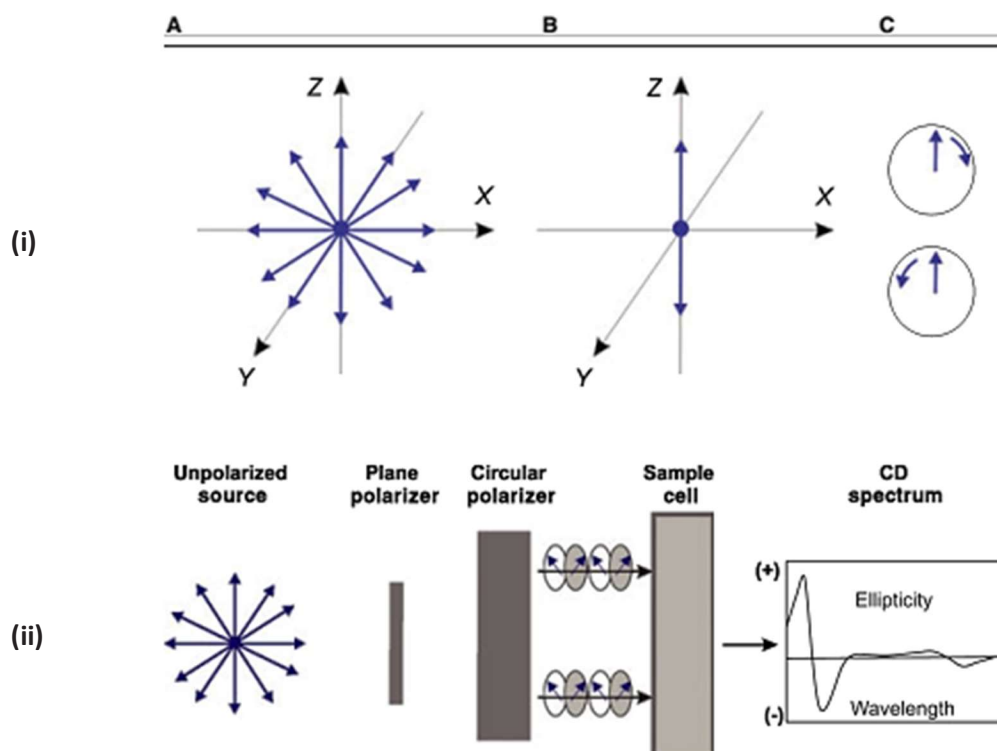 A B C
Z Z
X X
(i)
Y Y
Unpolarized Plane Circular Sample CD
source polarizer polarizer cell spectrum
(+)
Ellipticity
(ii)
Wavelength
(-)